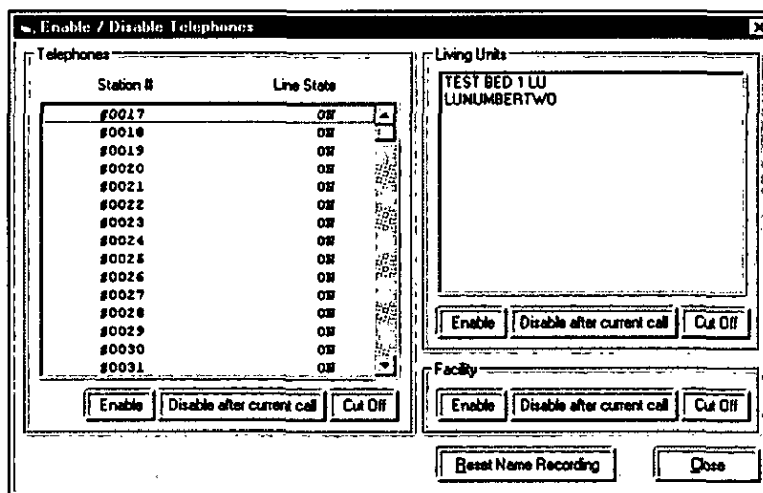 Enable / Disable Telephones
Telephones
Station # Line State
#0017 ON
#0018 ON
#0019 ON
#0020 ON
#0021 ON
#0022 ON
#0023 ON
#0024 ON
#0025 ON
#0026 ON
#0027 ON
#0028 ON
#0029 ON
#0030 ON
#0031 ON
Enable Disable after current call Cut Off
Living Units
TEST BED 1 LU
LUNUMBERTWO
Enable Disable after current call Cut Off
Facility
Enable Disable after current call Cut Off
Reset Name Recording Close